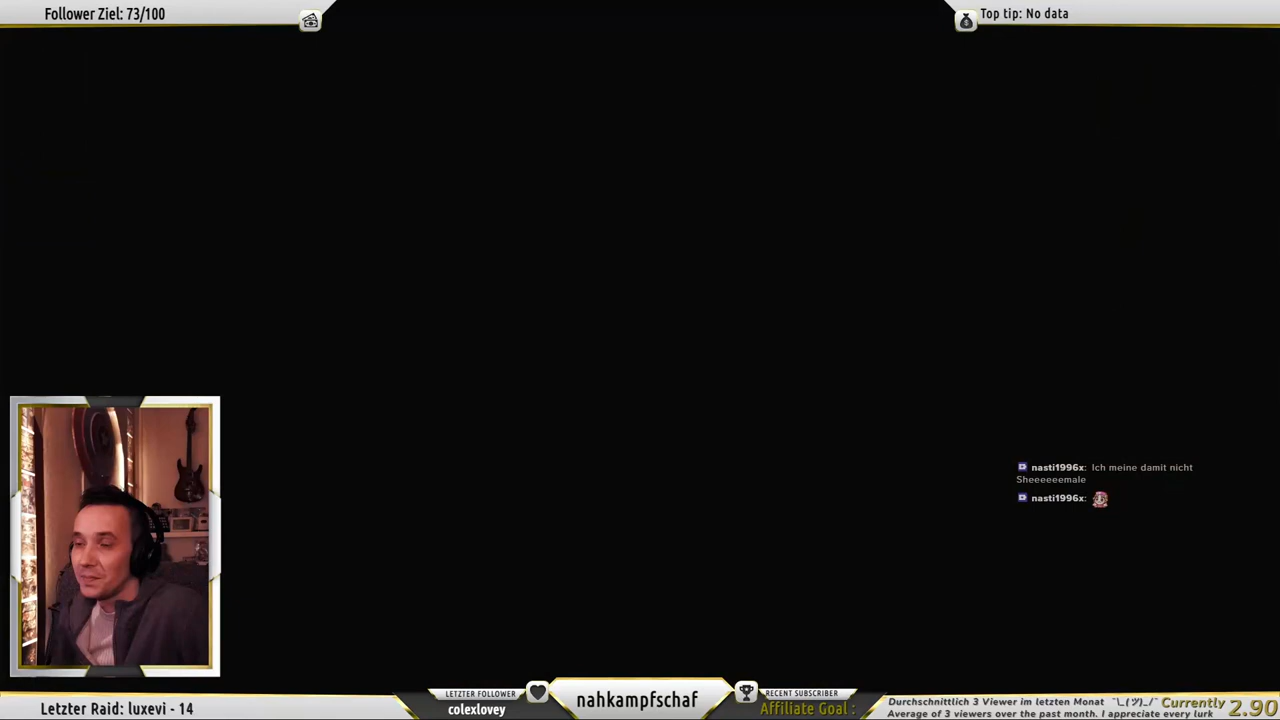 Follower Ziel: 73/100
Top tip: No data
nasti1996x: Ich meine damit nicht
Sheeeeeemale
nasti1996x:
LETZTER FOLLOWER
colexlovey
nahkampfschaf
RECENT SUBSCRIBER
Affiliate Goal :
Letzter Raid: luxevi - 14
Durchschnittlich 3 Viewer im letzten Monat ¯\_(ツ)_/¯
Average of 3 viewers over the past month. I appreciate every lurk
Currently 2.90